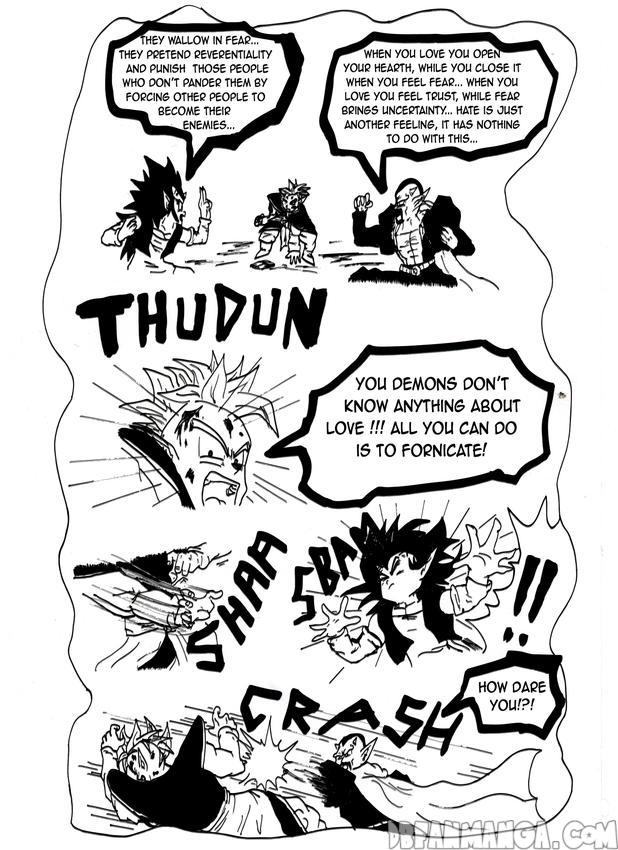 THEY WALLOW IN FEAR...
THEY PRETEND REVERENTIALITY
AND PUNISH THOSE PEOPLE
WHO DON'T PANDER THEM BY
FORCING OTHER PEOPLE TO
BECOME THEIR
ENEMIES...
WHEN YOU LOVE YOU OPEN
YOUR HEARTH, WHILE YOU CLOSE IT
WHEN YOU FEEL FEAR... WHEN YOU
LOVE YOU FEEL TRUST, WHILE FEAR
BRINGS UNCERTAINTY... HATE IS JUST
ANOTHER FEELING, IT HAS NOTHING
TO DO WITH THIS...
THUDUN
YOU DEMONS DON'T
KNOW ANYTHING ABOUT
LOVE !!! ALL YOU CAN DO
IS TO FORNICATE!
SHAA
SBAM
!!
CRASH
HOW DARE
YOU!?!
DBFANMANGA.COM